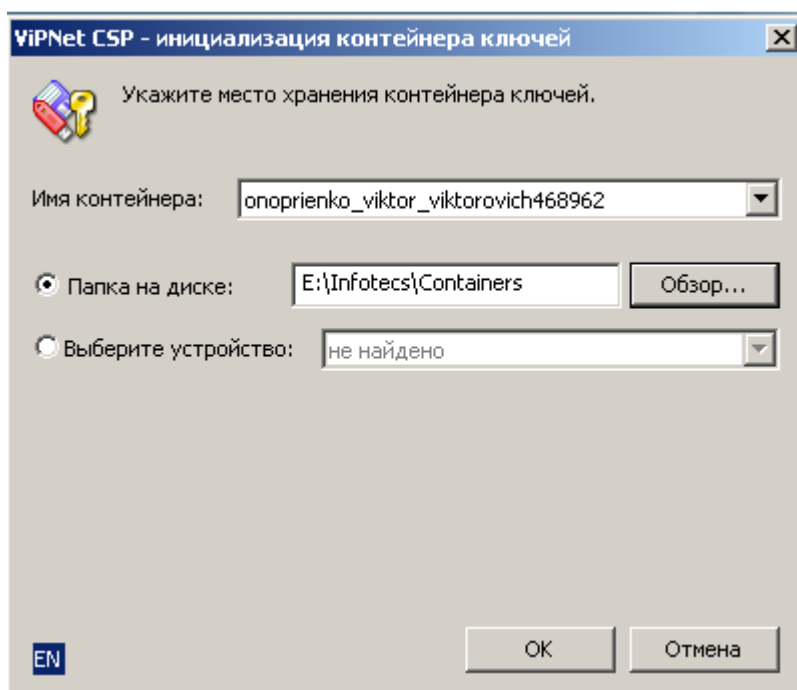 ViPNet CSP - инициализация контейнера ключей
Укажите место хранения контейнера ключей.
Имя контейнера: onoprienko_viktor_viktorovich468962
Папка на диске: E:\Infotecs\Containers Обзор...
Выберите устройство: не найдено
EN OK Отмена